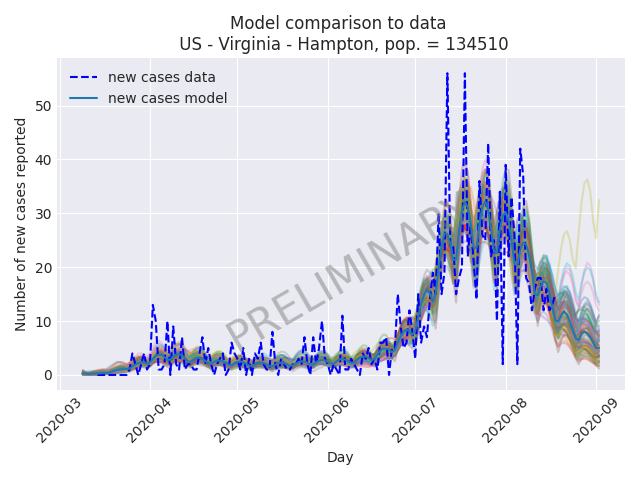 Model comparison to data
US - Virginia - Hampton, pop. = 134510
new cases data
new cases model
PRELIMINARY
Number of new cases reported
50
40
30
20
10
0
2020-03
2020-04
2020-05
2020-06
2020-07
2020-08
2020-09
Day